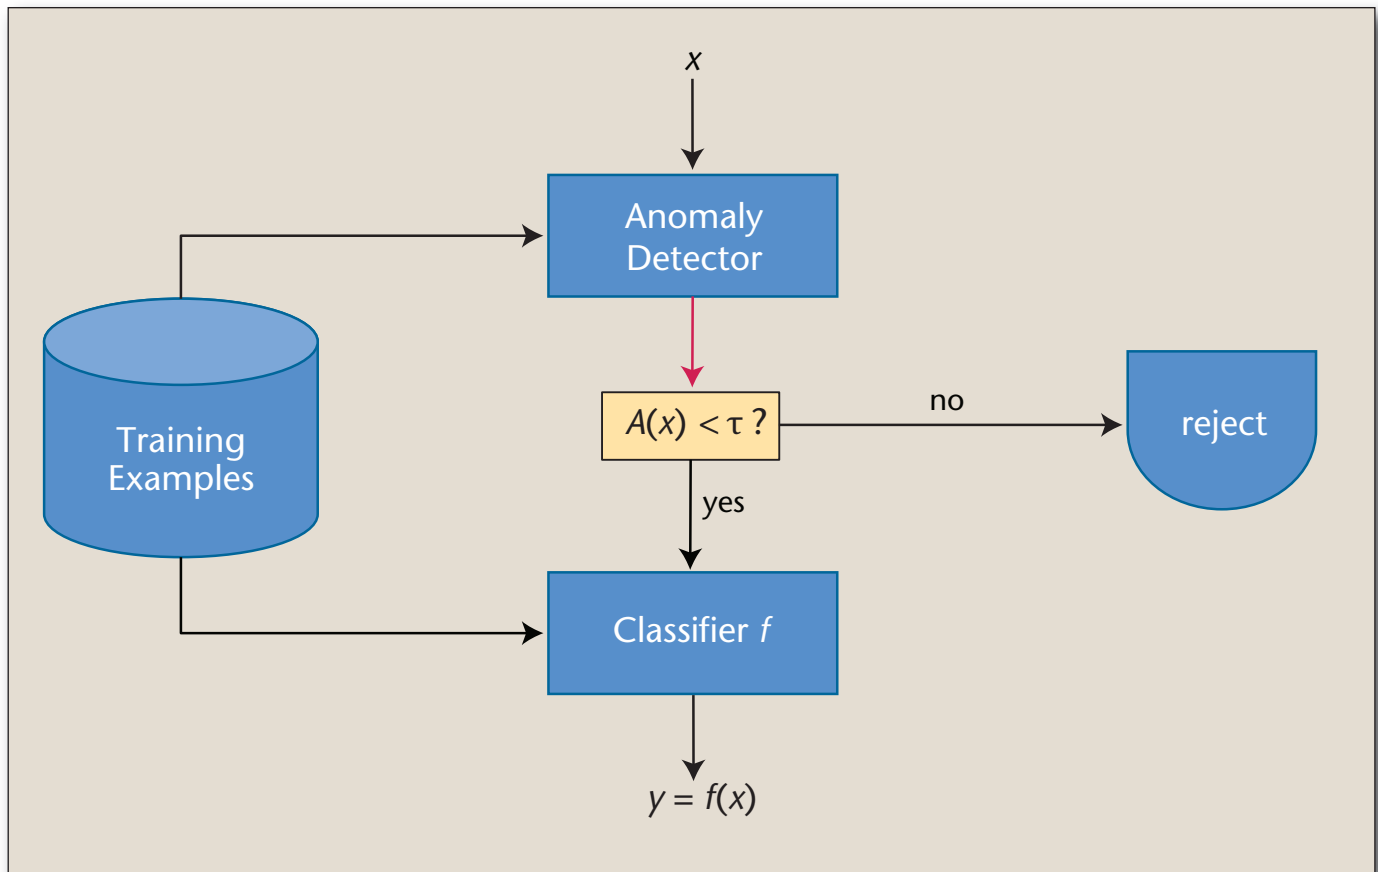 x
Anomaly
Detector
A(x) < τ ?
no
reject
Training
Examples
yes
Classifier f
y = f(x)